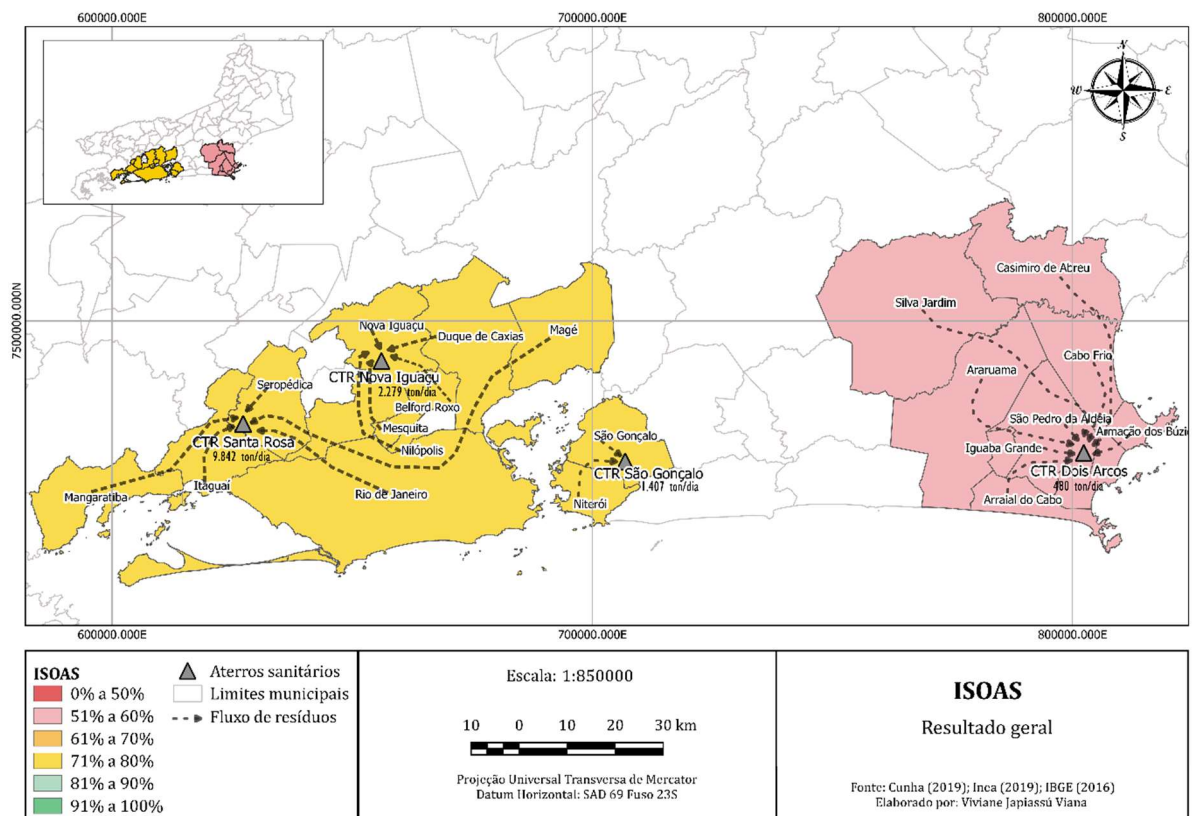 600000.000E
700000.000E
800000.000E
7500000.000N
N
W
E
S
Casimiro de Abreu
Silva Jardim
Nova Iguaçu
Duque de Caxias
Magé
Cabo Frio
Araruama
CTR Nova Iguaçu
2.279 ton/dia
Seropédica
Belford Roxo
São Pedro da Aldeia
Mesquita
Armação dos Búzi
São Gonçalo
CTR Santa Rosa
Nilópolis
Iguaba Grande
9.842 ton/dia
CTR São Gonçalo
CTR Dois Arcos
Itaguaí
1.407 ton/dia
480 ton/dia
Mangaratiba
Rio de Janeiro
Niterói
Arraial do Cabo
600000.000E
700000.000E
800000.000E
ISOAS
0% a 50%
51% a 60%
61% a 70%
71% a 80%
81% a 90%
91% a 100%
Aterros sanitários
Limites municipais
Fluxo de resíduos
Escala: 1:850000
10 0 10 20 30 km
Projeção Universal Transversa de Mercator
Datum Horizontal: SAD 69 Fuso 23S
ISOAS
Resultado geral
Fonte: Cunha (2019); Inea (2019); IBGE (2016)
Elaborado por: Viviane Japiassú Viana